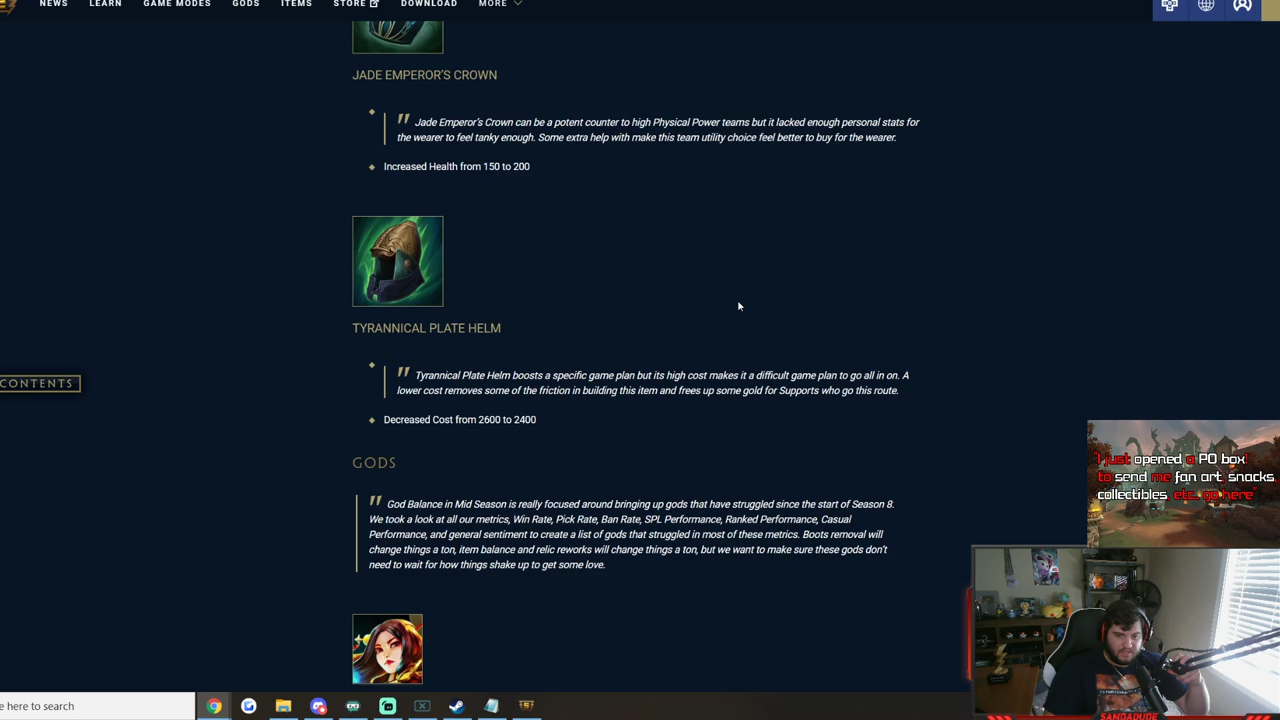 NEWS LEARN GAME MODES GODS ITEMS STORE DOWNLOAD MORE
JADE EMPEROR'S CROWN
" Jade Emperor's Crown can be a potent counter to high Physical Power teams but it lacked enough personal stats for
the wearer to feel tanky enough. Some extra help with make this team utility choice feel better to buy for the wearer.
Increased Health from 150 to 200
TYRANNICAL PLATE HELM
CONTENTS
" Tyrannical Plate Helm boosts a specific game plan but its high cost makes it a difficult game plan to go all in on. A
lower cost removes some of the friction in building this item and frees up some gold for Supports who go this route.
Decreased Cost from 2600 to 2400
GODS
" God Balance in Mid Season is really focused around bringing up gods that have struggled since the start of Season 8.
We took a look at all our metrics, Win Rate, Pick Rate, Ban Rate, SPL Performance, Ranked Performance, Casual
Performance, and general sentiment to create a list of gods that struggled in most of these metrics. Boots removal will
change things a ton, item balance and relic reworks will change things a ton, but we want to make sure these gods don't
need to wait for how things shake up to get some love.
"I just opened a PO box!
to send me fan art, snacks,
collectibles, etc. go here"
e here to search
SAMGADUDE